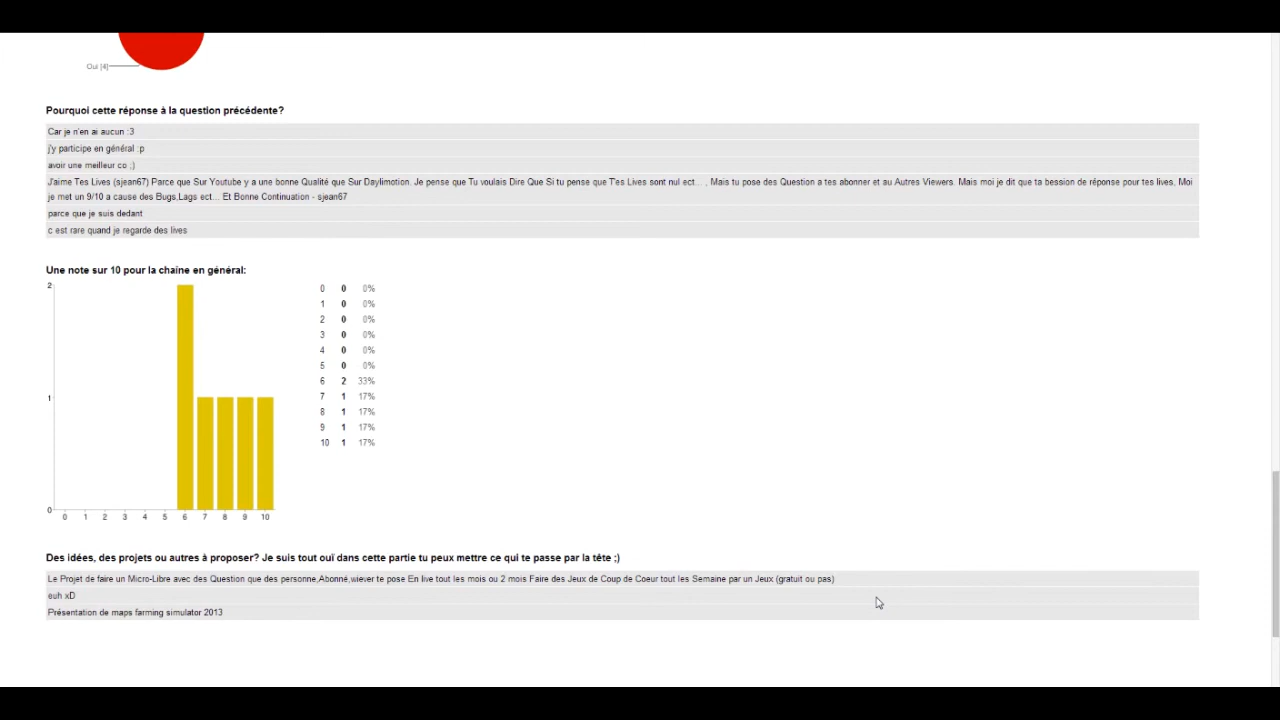 Oui [4]
Pourquoi cette réponse à la question précédente?
Car je n'en ai aucun :3
j'y participe en général :p
avoir une meilleur co ;)
J'aime Tes Lives (sjean67) Parce que Sur Youtube y a une bonne Qualité que Sur Daylimotion. Je pense que Tu voulais Dire Que Si tu pense que T'es Lives sont nul ect... , Mais tu pose des Question a tes abonner et au Autres Viewers. Mais moi je dit que ta bession de réponse pour tes lives, Moi
je met un 9/10 a cause des Bugs,Lags ect... Et Bonne Continuation - sjean67
parce que je suis dedant
c est rare quand je regarde des lives
Une note sur 10 pour la chaîne en général:
2
1
0
0 1 2 3 4 5 6 7 8 9 10
0 0 0%
1 0 0%
2 0 0%
3 0 0%
4 0 0%
5 0 0%
6 2 33%
7 1 17%
8 1 17%
9 1 17%
10 1 17%
Des idées, des projets ou autres à proposer? Je suis tout ouï dans cette partie tu peux mettre ce qui te passe par la tête ;)
Le Projet de faire un Micro-Libre avec des Question que des personne,Abonné,wiever te pose En live tout les mois ou 2 mois Faire des Jeux de Coup de Coeur tout les Semaine par un Jeux (gratuit ou pas)
euh xD
Présentation de maps farming simulator 2013